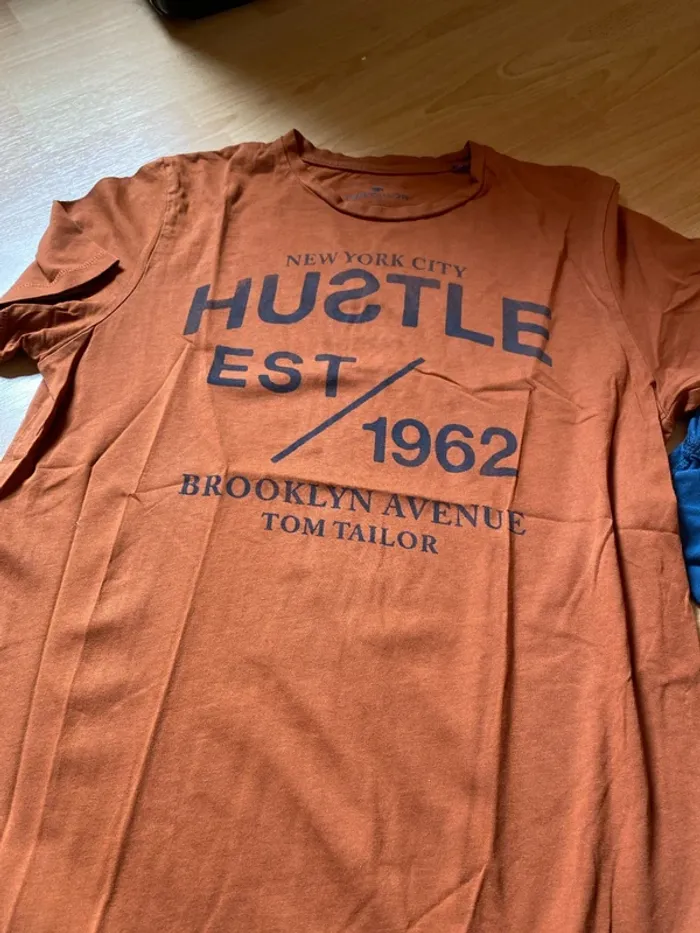 NEW YORK CITY
HUSTLE
EST / 1962
BROOKLYN AVENUE
TOM TAILOR